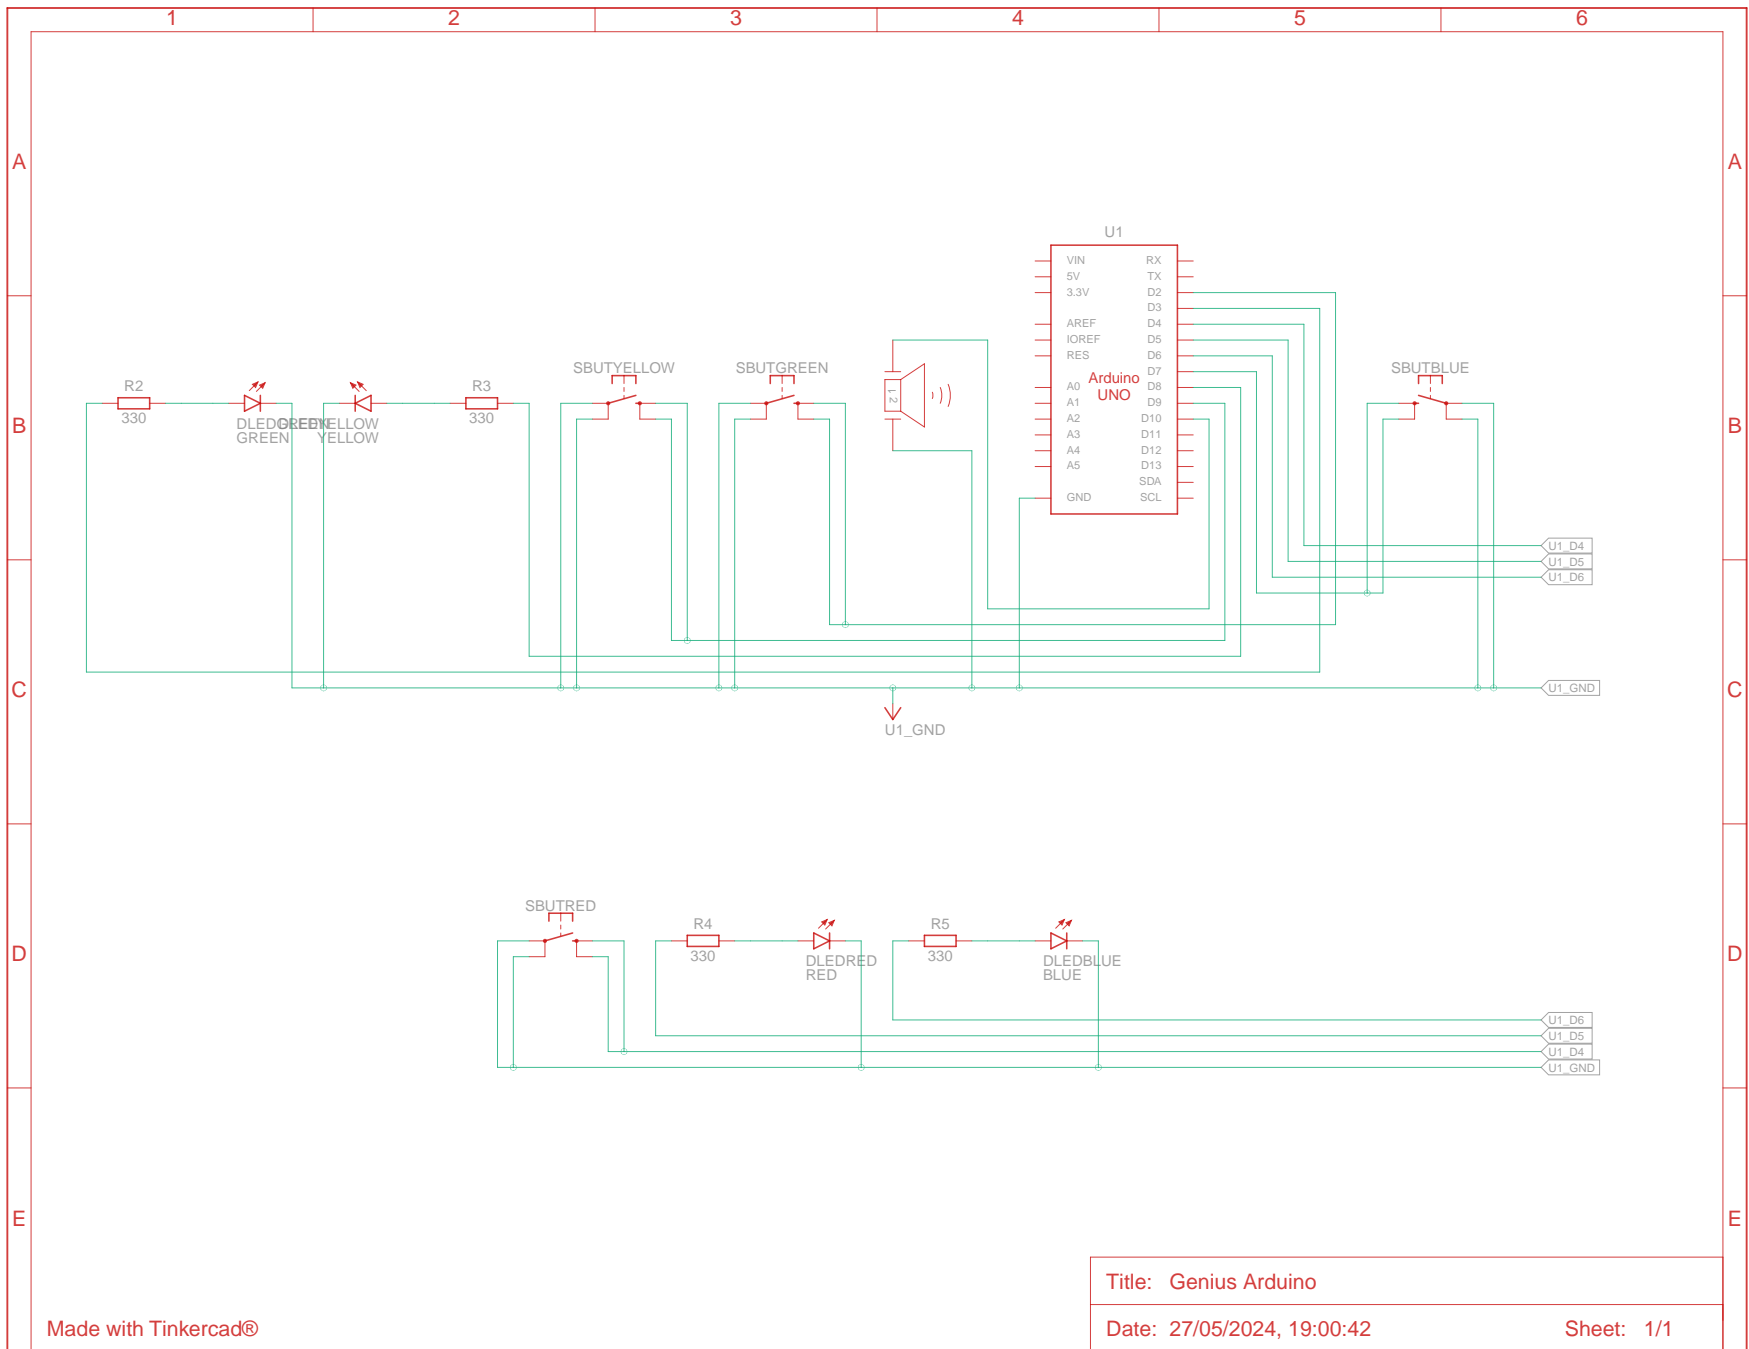 1 2 3 4 5 6
A A
U1
VIN RX
5V TX
3.3V D2
D3
AREF D4
IOREF D5
RES D6
D7
A0 D8
A1 D9
A2 D10
A3 D11
A4 D12
A5 D13
SDA
GND SCL
Arduino
UNO
SBUTYELLOW SBUTGREEN SBUTBLUE
R2 R3
330 330
DLEDGREEN DLEDYELLOW
GREEN YELLOW
1 2
B B
U1_D4
U1_D5
U1_D6
C C
U1_GND
U1_GND
SBUTRED
R4 R5
330 330
DLEDRED DLEDBLUE
RED BLUE
D D
U1_D6
U1_D5
U1_D4
U1_GND
E E
Title: Genius Arduino
Made with Tinkercad®
Date: 27/05/2024, 19:00:42 Sheet: 1/1